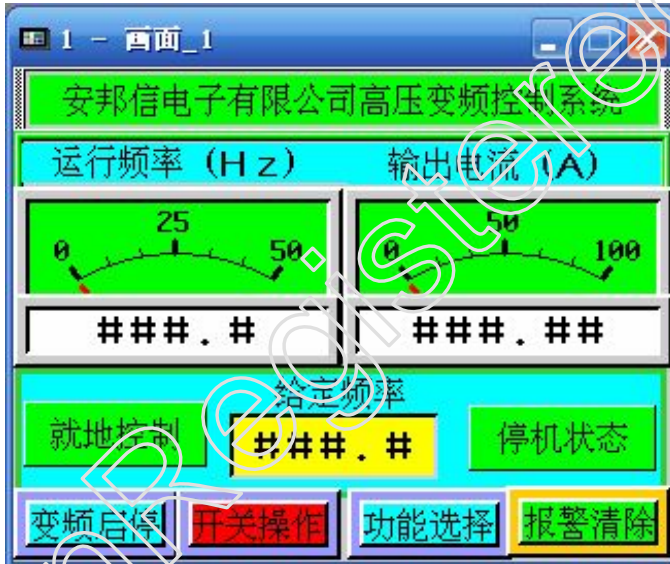 1 - 画面_1
安邦信电子有限公司高压变频控制系统
运行频率 (Hz) 输出电流 (A)
0 25 50 0 50 100
###.# ###.##
给定频率
就地控制 ###.# 停机状态
变频启停 开关操作 功能选择 报警清除